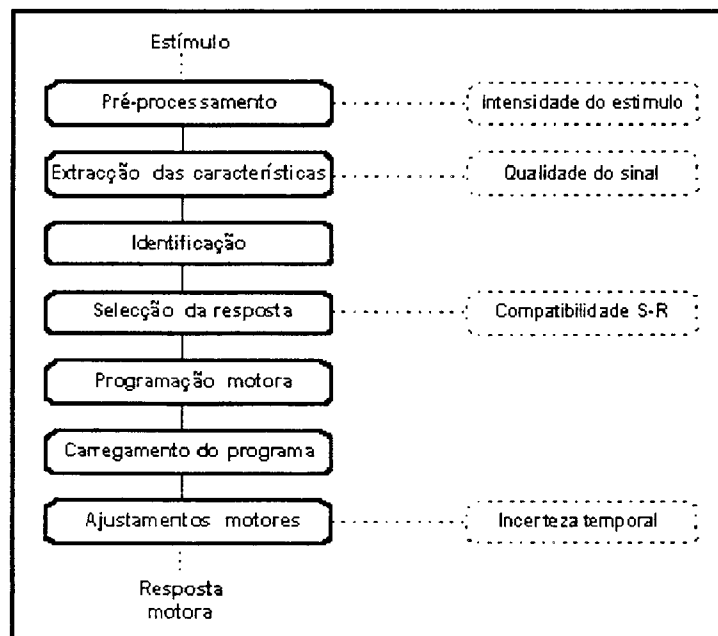 Estímulo
Pré-processamento
Intensidade do estimulo
Extracção das características
Qualidade do sinal
Identificação
Selecção da resposta
Compatibilidade S-R
Programação motora
Carregamento do programa
Ajustamentos motores
Incerteza temporal
Resposta
motora